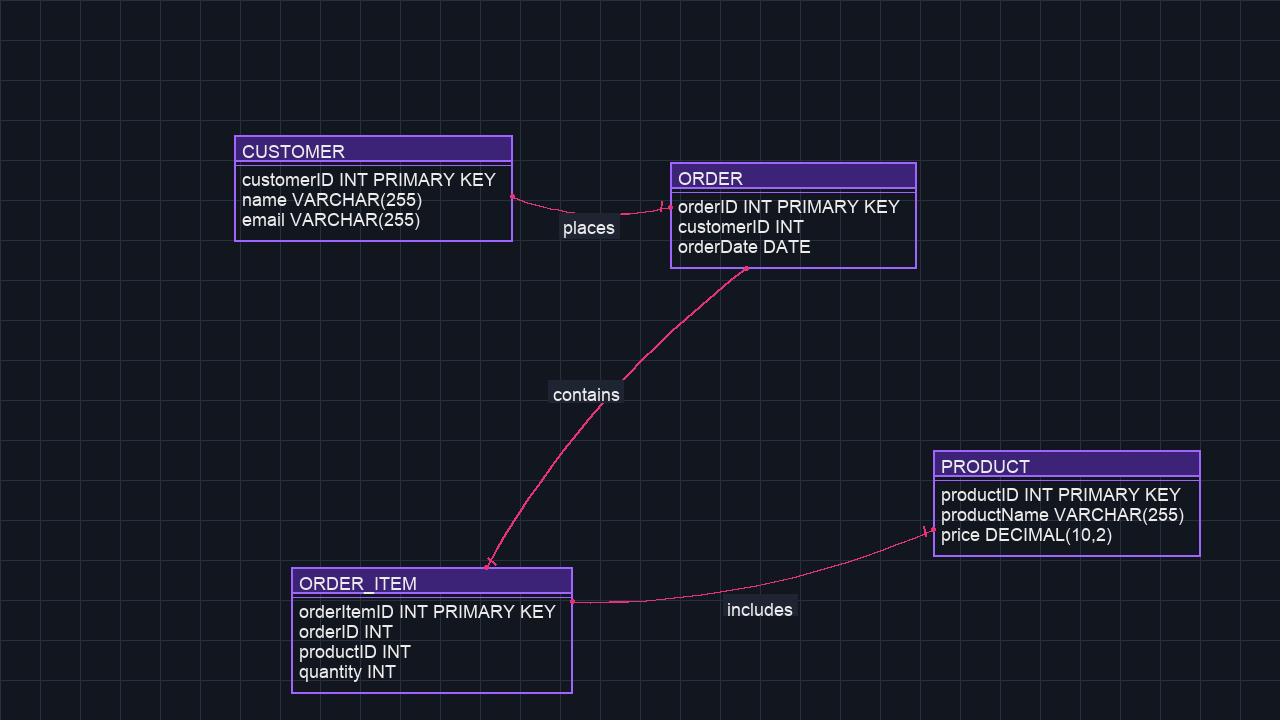 CUSTOMER
customerID INT PRIMARY KEY
name VARCHAR(255)
email VARCHAR(255)
places
ORDER
orderID INT PRIMARY KEY
customerID INT
orderDate DATE
contains
PRODUCT
productID INT PRIMARY KEY
productName VARCHAR(255)
price DECIMAL(10,2)
ORDER_ITEM
orderItemID INT PRIMARY KEY
orderID INT
productID INT
quantity INT
includes